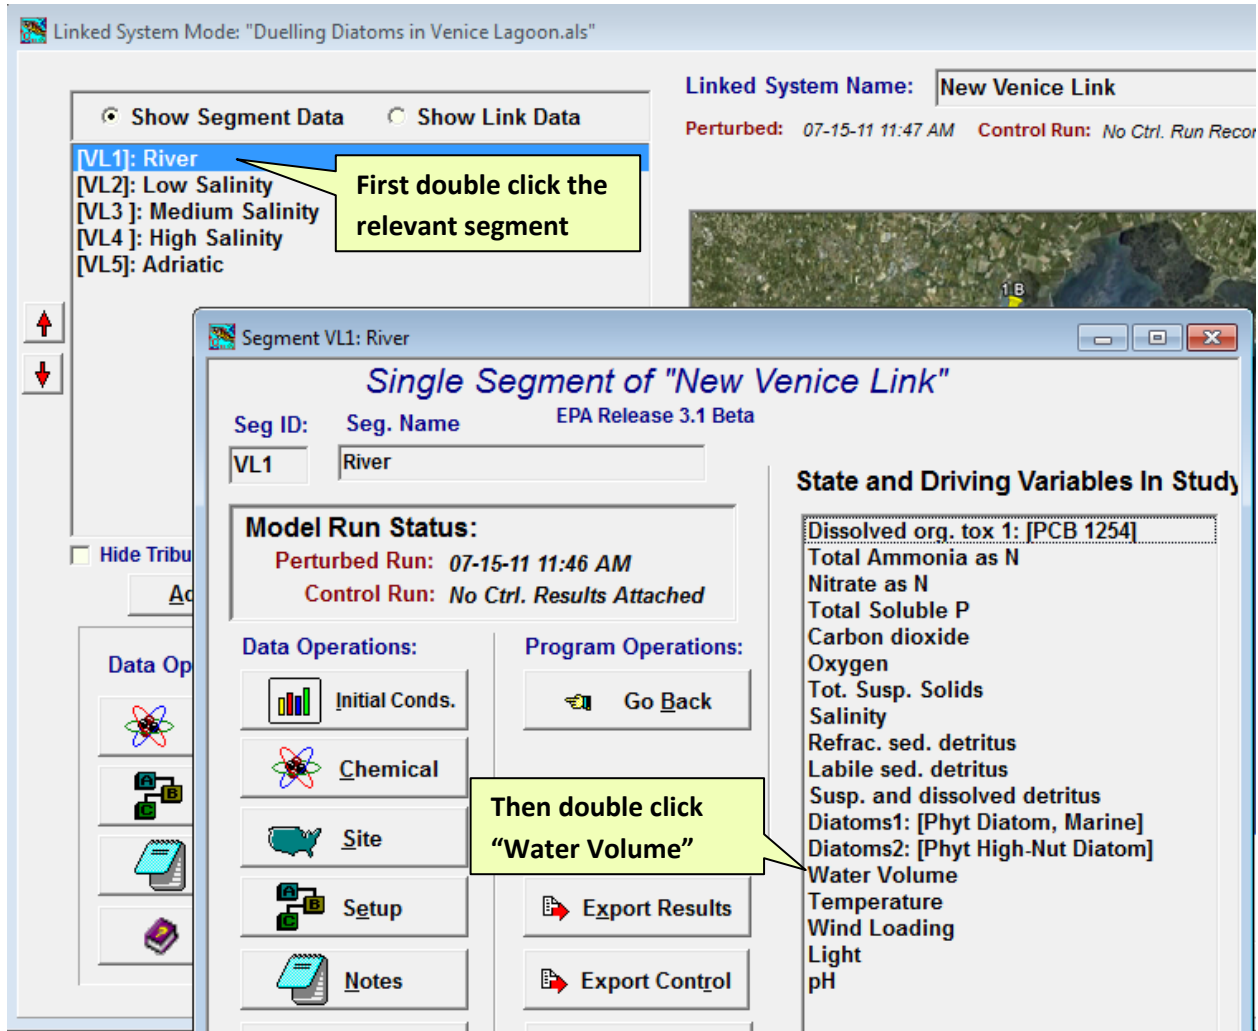 Linked System Mode: "Duelling Diatoms in Venice Lagoon.als"
Linked System Name: New Venice Link
Show Segment Data Show Link Data
Perturbed: 07-15-11 11:47 AM Control Run: No Ctrl. Run Recor
[VL1]: River
[VL2]: Low Salinity
[VL3 ]: Medium Salinity
[VL4 ]: High Salinity
[VL5]: Adriatic
First double click the
relevant segment
1 B
Hide Tribu
Ad
Data Op
Segment VL1: River
Single Segment of "New Venice Link"
EPA Release 3.1 Beta
Seg ID: Seg. Name
VL1 River
Model Run Status:
Perturbed Run: 07-15-11 11:46 AM
Control Run: No Ctrl. Results Attached
Data Operations:
Initial Conds.
Chemical
Site
Setup
Notes
Program Operations:
Go Back
Then double click
“Water Volume”
Export Results
Export Control
State and Driving Variables In Study
Dissolved org. tox 1: [PCB 1254]
Total Ammonia as N
Nitrate as N
Total Soluble P
Carbon dioxide
Oxygen
Tot. Susp. Solids
Salinity
Refrac. sed. detritus
Labile sed. detritus
Susp. and dissolved detritus
Diatoms1: [Phyt Diatom, Marine]
Diatoms2: [Phyt High-Nut Diatom]
Water Volume
Temperature
Wind Loading
Light
pH